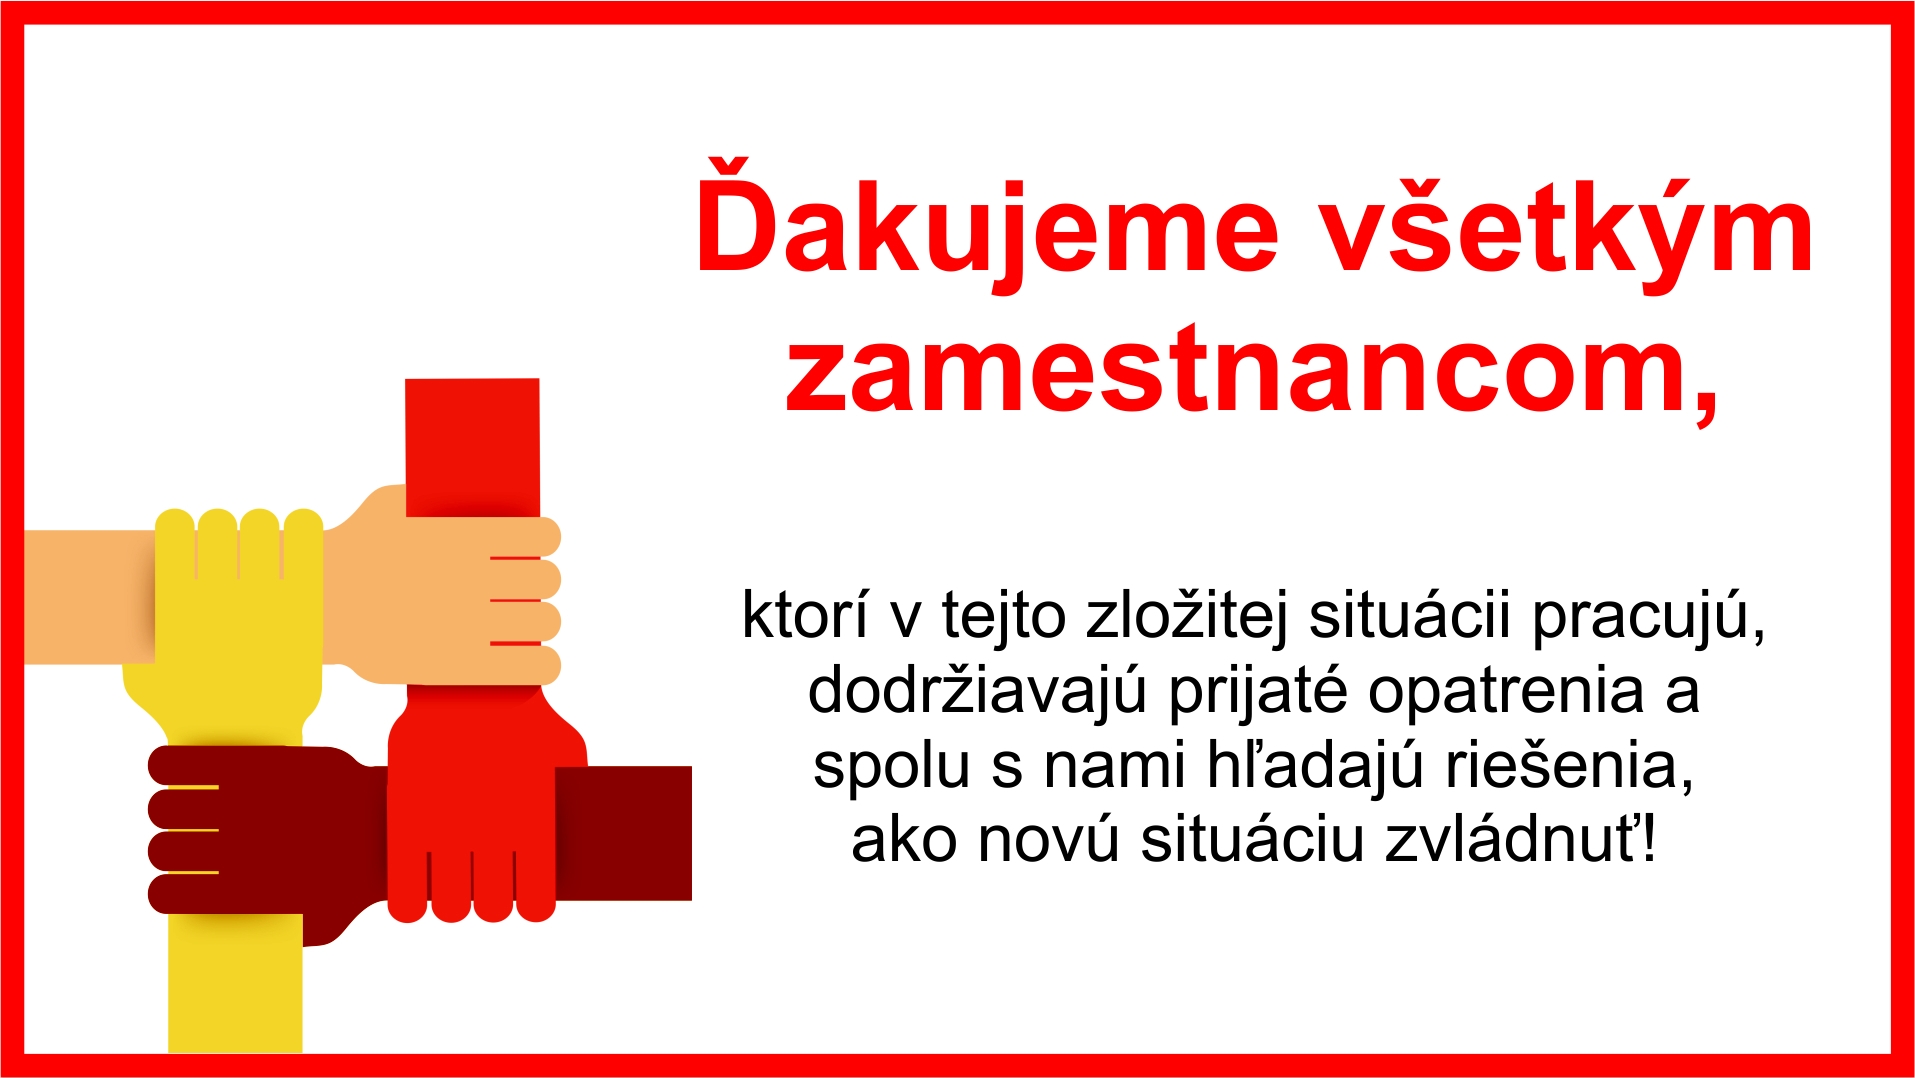 Ďakujeme všetkým
zamestnancom,
ktorí v tejto zložitej situácii pracujú,
dodržiavajú prijaté opatrenia a
spolu s nami hľadajú riešenia,
ako novú situáciu zvládnuť!